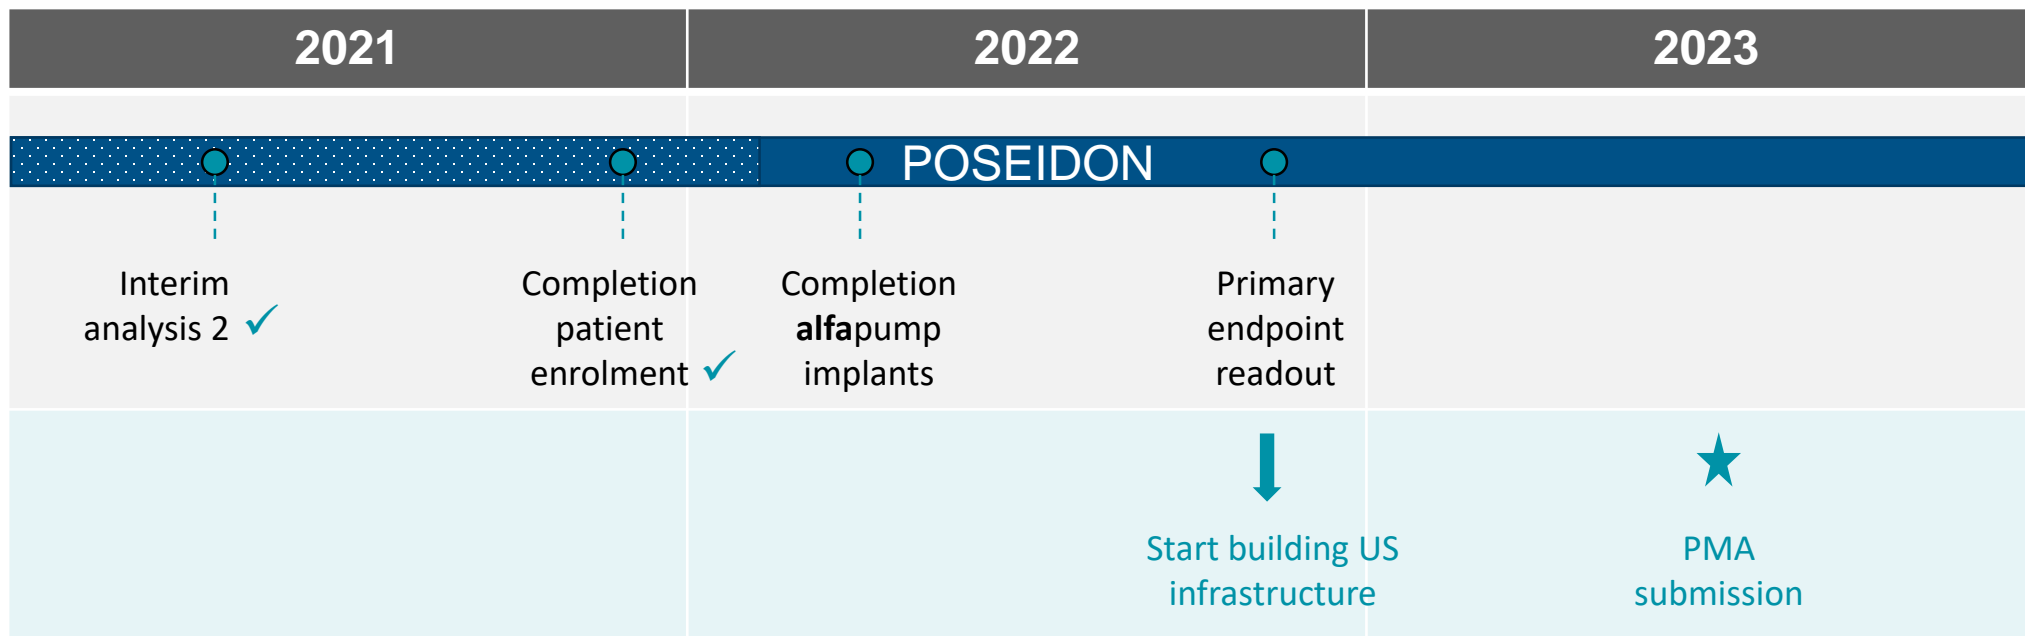 2021
2022
2023
POSEIDON
Interim
analysis 2 ✓
Completion
patient
enrolment ✓
Completion
alfapump
implants
Primary
endpoint
readout
Start building US
infrastructure
PMA
submission